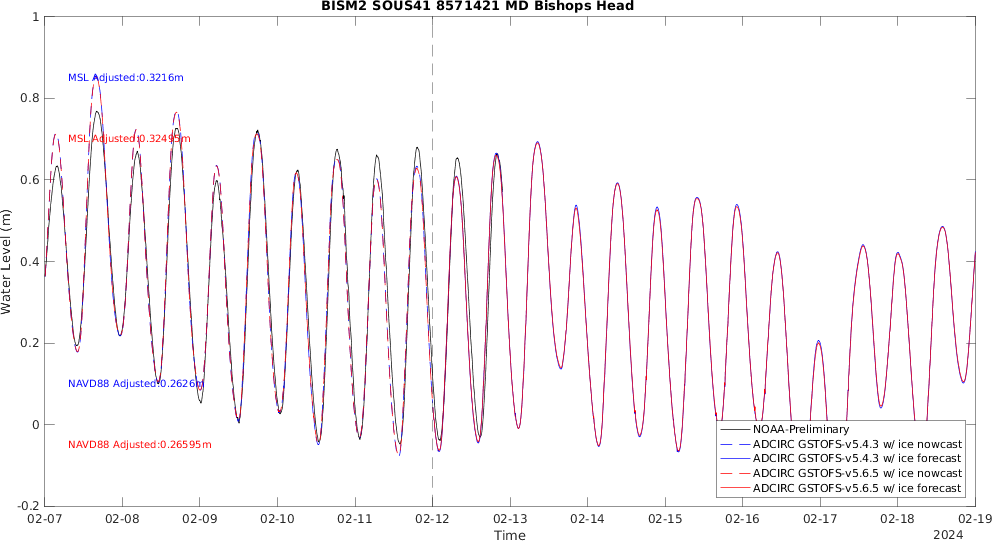 BISM2 SOUS41 8571421 MD Bishops Head
1
0.8
0.6
0.4
0.2
0
-0.2
Water Level (m)
MSL Adjusted:0.3216m
MSL Adjusted:0.32495m
NAVD88 Adjusted:0.2626m
NAVD88 Adjusted:0.26595m
NOAA-Preliminary
ADCIRC GSTOFS-v5.4.3 w/ ice nowcast
ADCIRC GSTOFS-v5.4.3 w/ ice forecast
ADCIRC GSTOFS-v5.6.5 w/ ice nowcast
ADCIRC GSTOFS-v5.6.5 w/ ice forecast
02-07 02-08 02-09 02-10 02-11 02-12 02-13 02-14 02-15 02-16 02-17 02-18 02-19
Time
2024